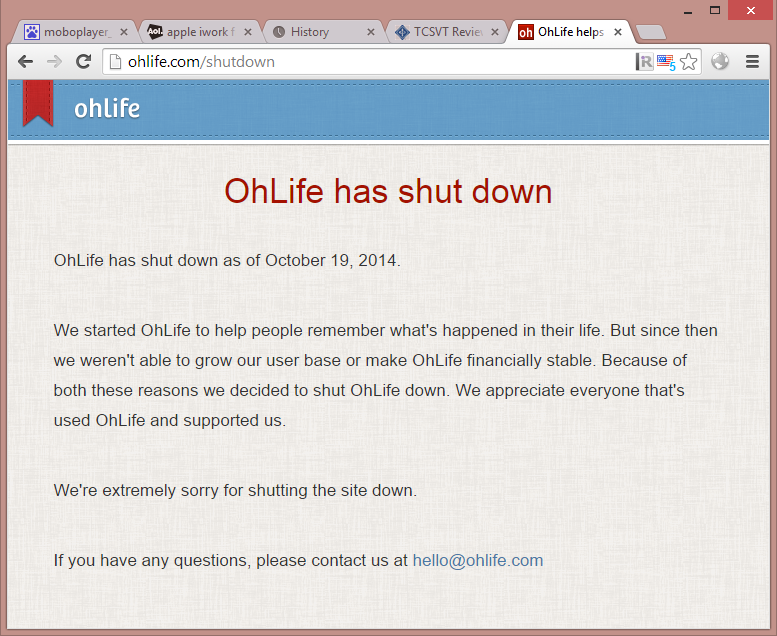 moboplayer_
Aol.
apple iwork f
History
TCSVT Review
oh
OhLife helps
ohlife.com/shutdown
R
5
ohlife
OhLife has shut down
OhLife has shut down as of October 19, 2014.
We started OhLife to help people remember what's happened in their life. But since then
we weren't able to grow our user base or make OhLife financially stable. Because of
both these reasons we decided to shut OhLife down. We appreciate everyone that's
used OhLife and supported us.
We're extremely sorry for shutting the site down.
If you have any questions, please contact us at hello@ohlife.com